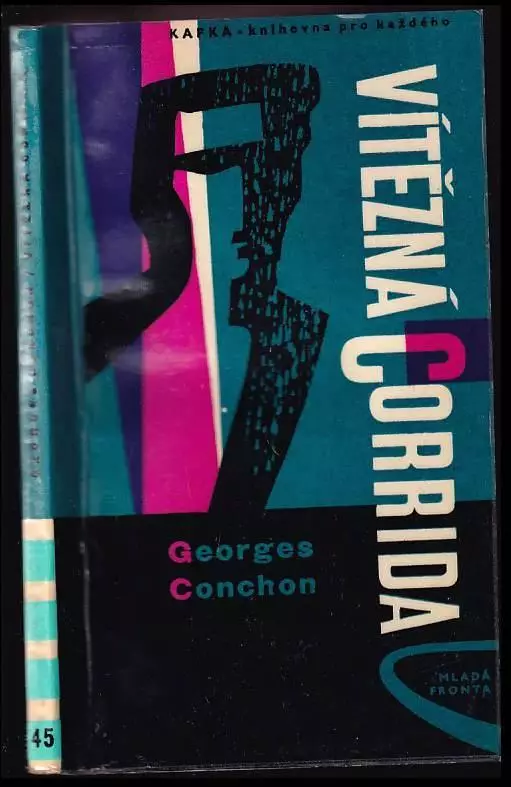 KAFKA - knihovna pro každého
VÍTĚZNÁ CORRIDA
Georges
Conchon
MLADÁ
FRONTA
45